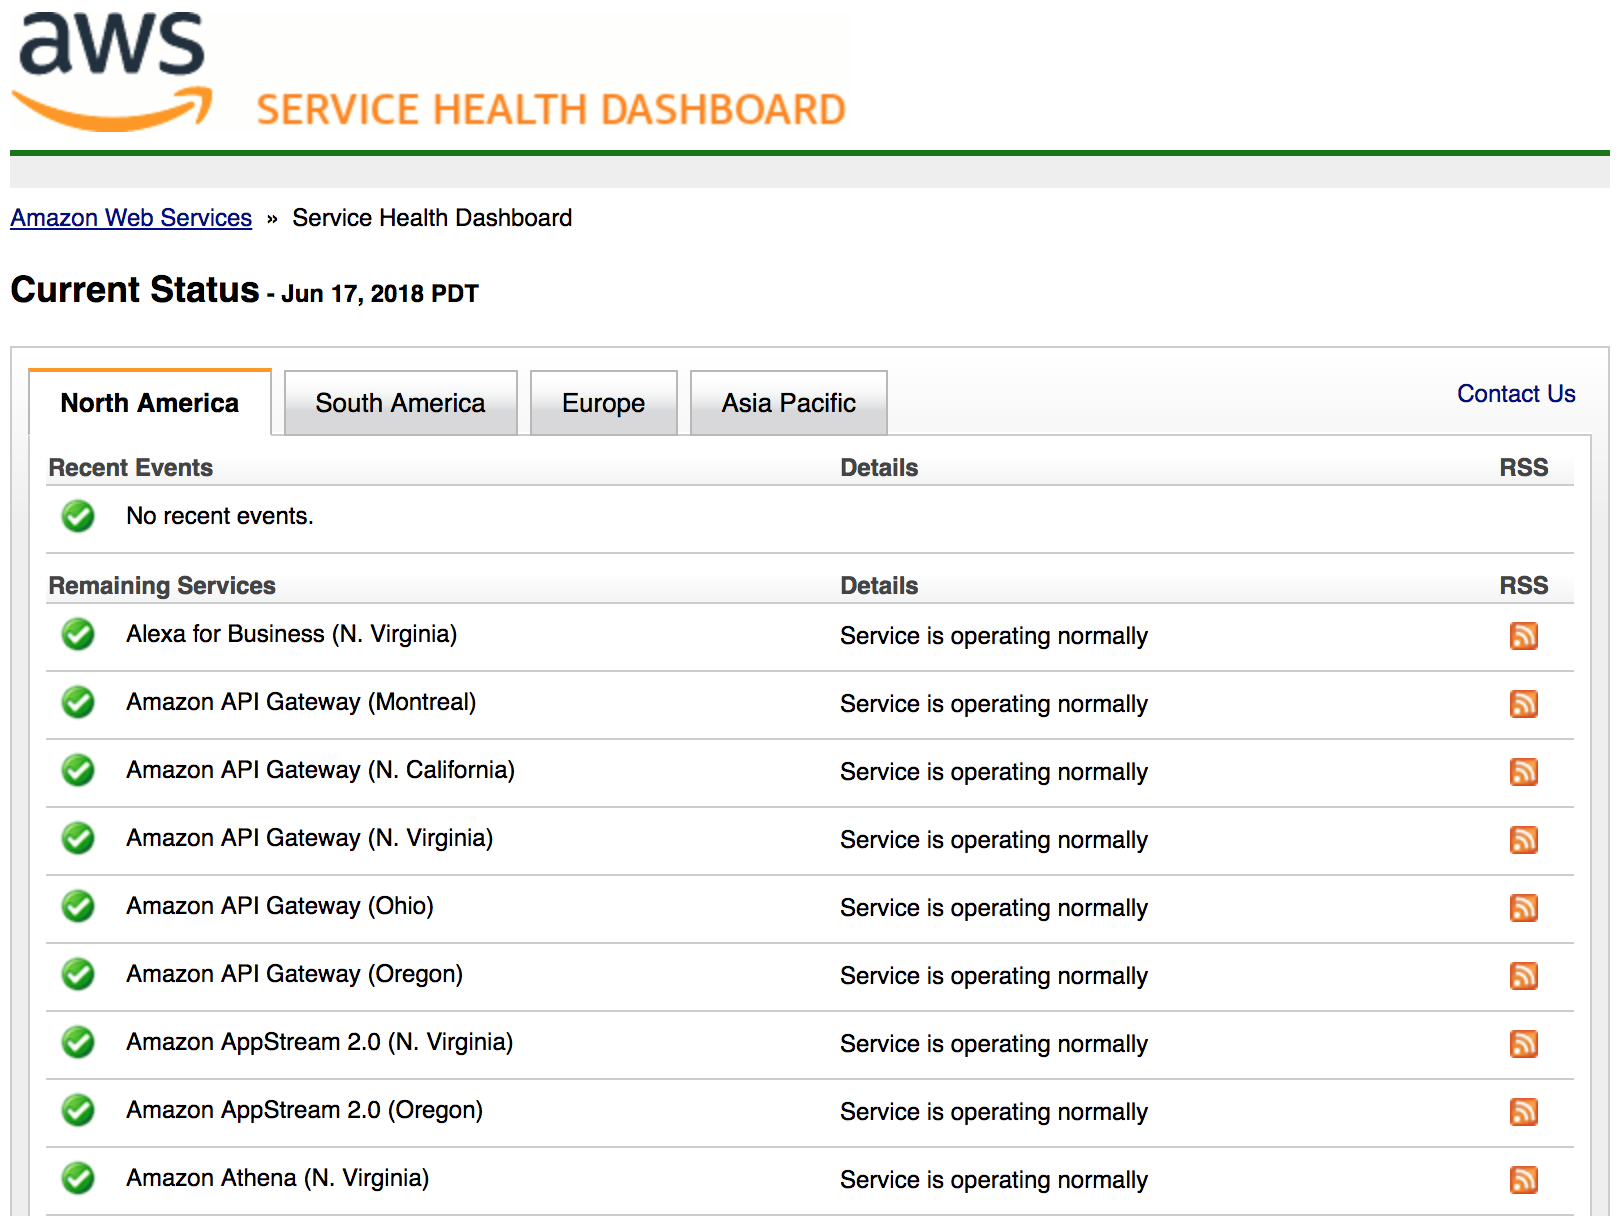 aws
SERVICE HEALTH DASHBOARD
Amazon Web Services » Service Health Dashboard
Current Status - Jun 17, 2018 PDT
North America South America Europe Asia Pacific Contact Us
Recent Events Details RSS
No recent events.
Remaining Services Details RSS
Alexa for Business (N. Virginia) Service is operating normally
Amazon API Gateway (Montreal) Service is operating normally
Amazon API Gateway (N. California) Service is operating normally
Amazon API Gateway (N. Virginia) Service is operating normally
Amazon API Gateway (Ohio) Service is operating normally
Amazon API Gateway (Oregon) Service is operating normally
Amazon AppStream 2.0 (N. Virginia) Service is operating normally
Amazon AppStream 2.0 (Oregon) Service is operating normally
Amazon Athena (N. Virginia) Service is operating normally